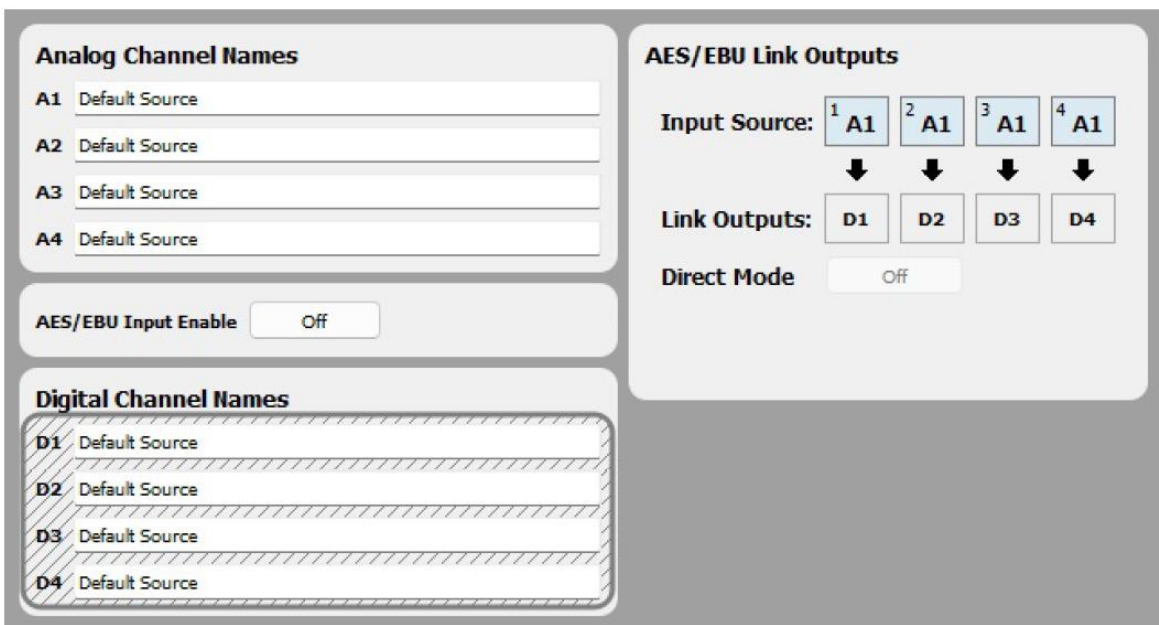 Analog Channel Names
A1 Default Source
A2 Default Source
A3 Default Source
A4 Default Source
AES/EBU Input Enable Off
Digital Channel Names
D1 Default Source
D2 Default Source
D3 Default Source
D4 Default Source
AES/EBU Link Outputs
Input Source: 1 A1 2 A1 3 A1 4 A1
Link Outputs: D1 D2 D3 D4
Direct Mode Off